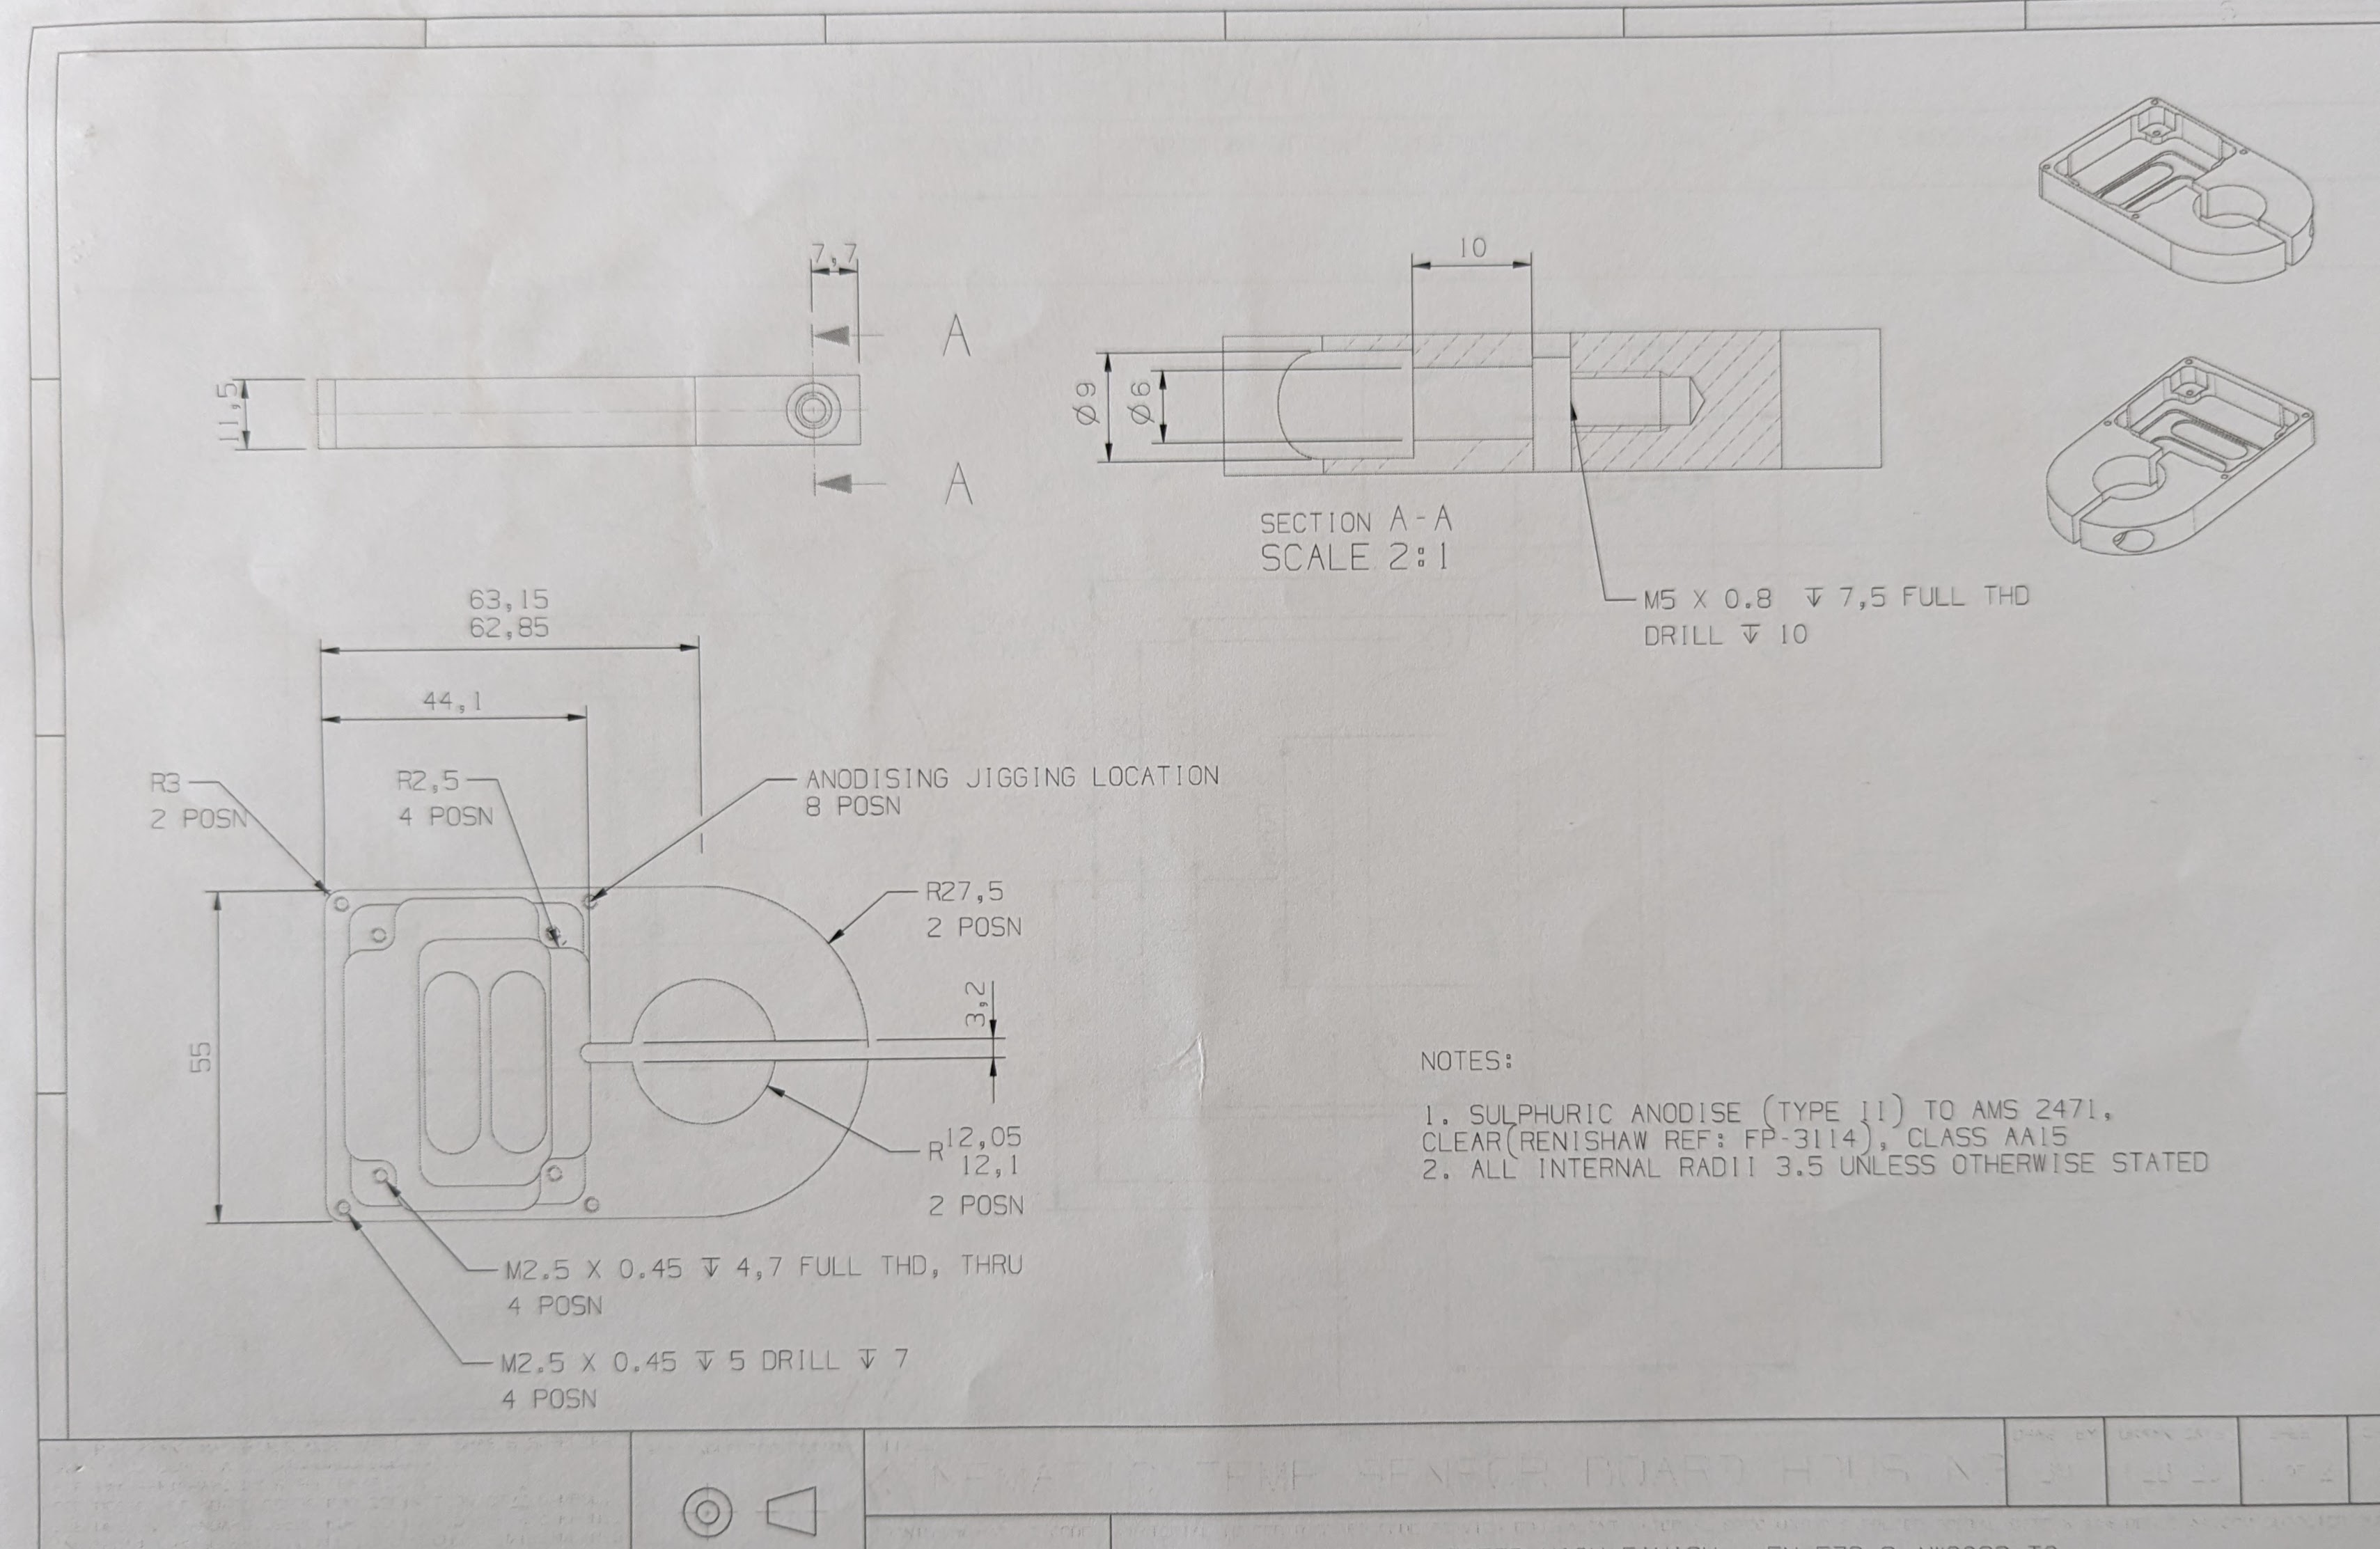 7,7
A
11,5
A
10
Ø9
Ø6
SECTION A-A
SCALE 2:1
M5 X 0.8 ↧ 7,5 FULL THD
DRILL ↧ 10
63,15
62,85
44,1
R3
2 POSN
R2,5
4 POSN
ANODISING JIGGING LOCATION
8 POSN
R27,5
2 POSN
3,2
55
R12,05
12,1
2 POSN
M2.5 X 0.45 ↧ 4,7 FULL THD, THRU
4 POSN
M2.5 X 0.45 ↧ 5 DRILL ↧ 7
4 POSN
NOTES:
1. SULPHURIC ANODISE (TYPE II) TO AMS 2471,
CLEAR(RENISHAW REF: FP-3114), CLASS AA15
2. ALL INTERNAL RADII 3.5 UNLESS OTHERWISE STATED
TEMP SENSOR BOARD